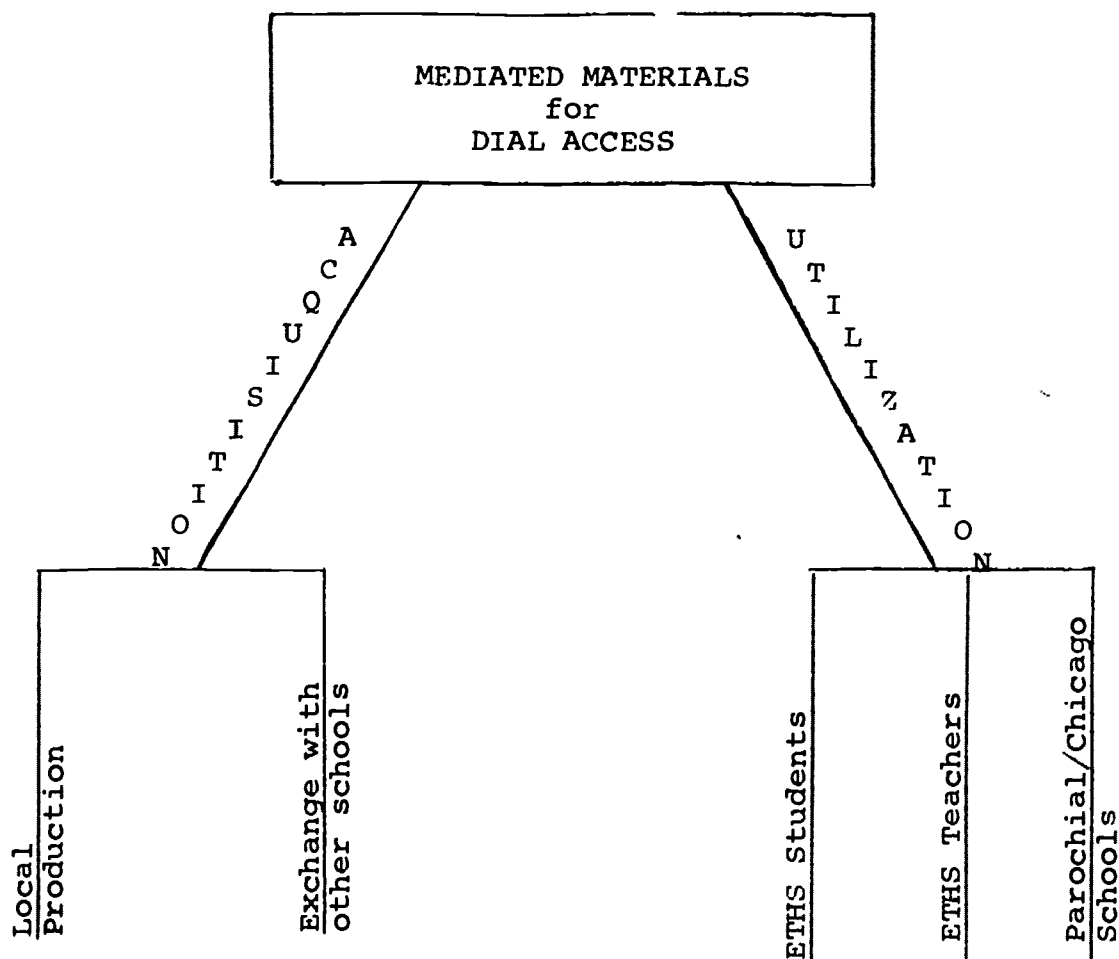 MEDIATED MATERIALS
for
DIAL ACCESS
ACQUISITION
UTILIZATION
Local
Production
Exchange with
other schools
ETHS Students
ETHS Teachers
Parochial/Chicago
Schools